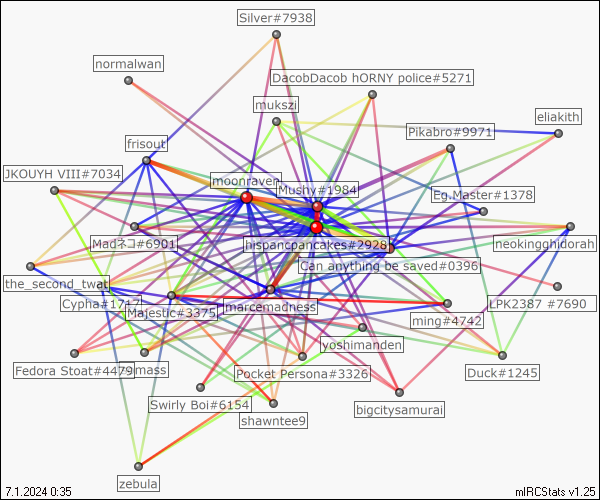 Silver#7938
normalwan
DacobDacob hORNY police#5271
mukszi
eliakith
Pikabro#9971
frisout
JKOUYH VIII#7034
moonraven
Mushy#1984
Eg.Master#1378
Madネコ#6901
hispancpancakes#2928
neokingghidorah
Can anything be saved#0396
the_second_twat
Cypha#1717
Majestic#3375
marcemadness
LPK2387 #7690
ming#4742
yoshimanden
Fedora Stoat#4479
mass
Pocket Persona#3326
Duck#1245
Swirly Boi#6154
bigcitysamurai
shawntee9
zebula
7.1.2024 0:35
mIRCStats v1.25